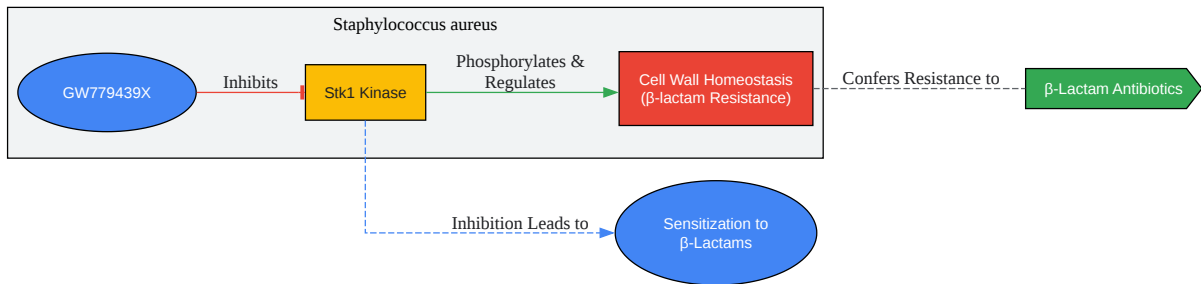 Staphylococcus aureus
GW779439X
Inhibits
Stk1 Kinase
Phosphorylates &
Regulates
Cell Wall Homeostasis
(β-lactam Resistance)
Confers Resistance to
β-Lactam Antibiotics
Inhibition Leads to
Sensitization to
β-Lactams